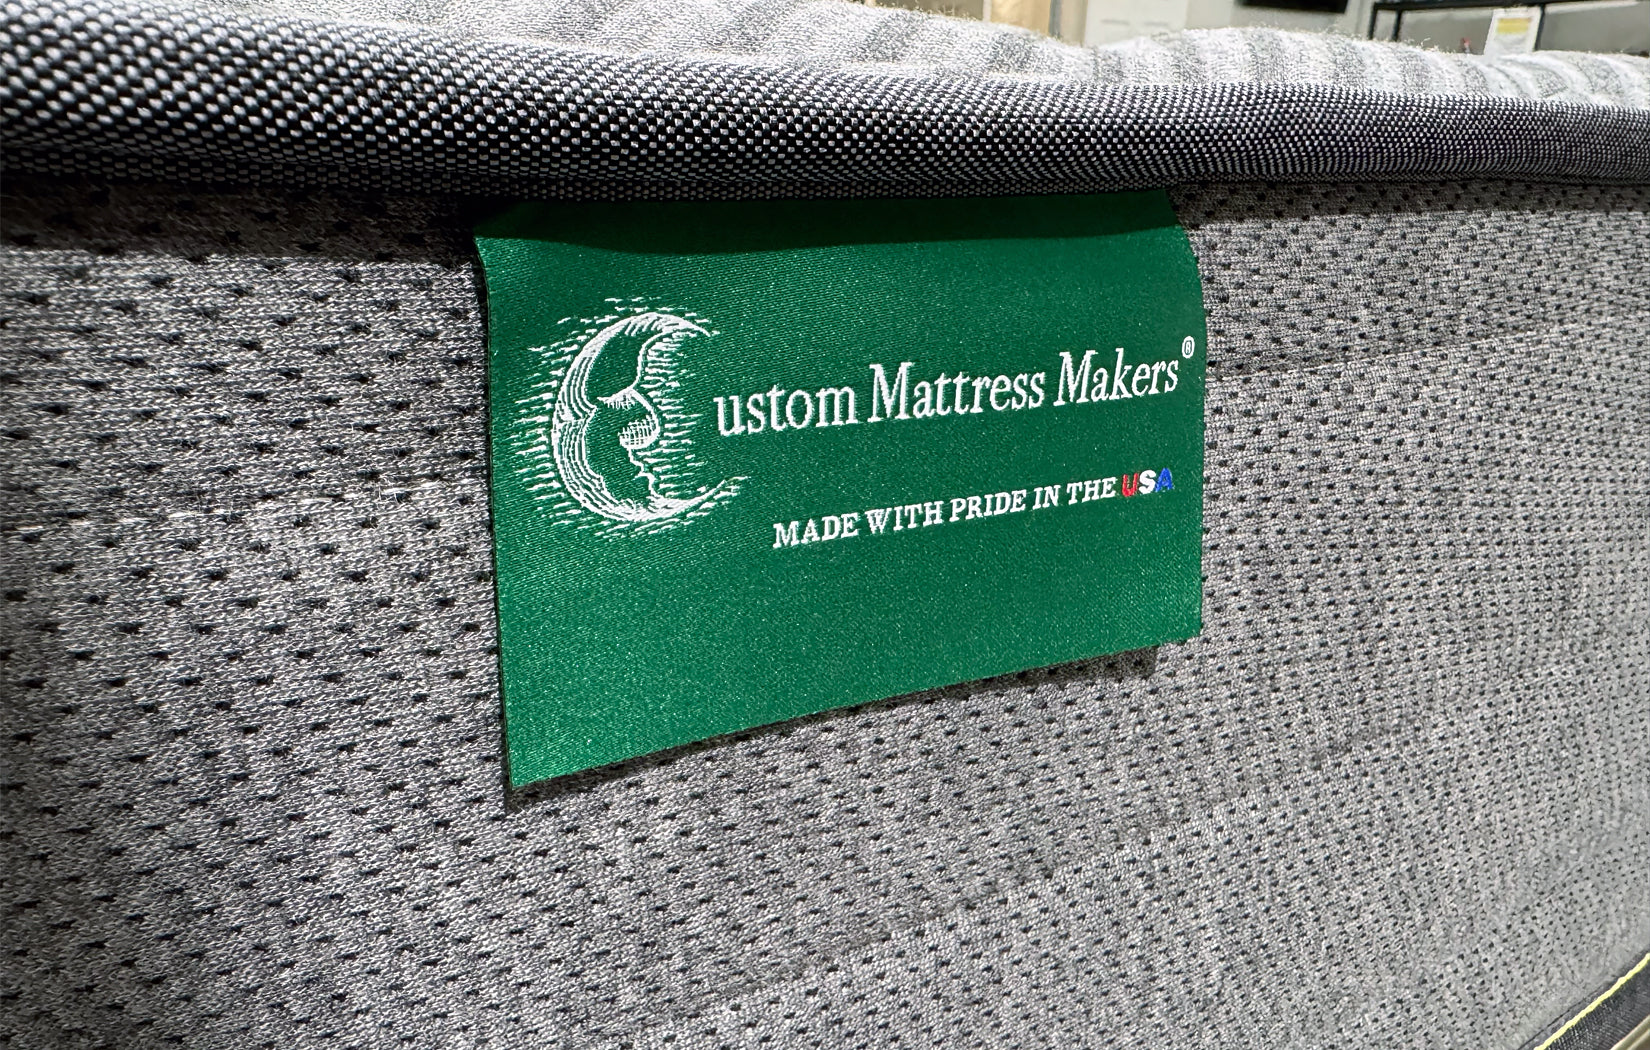 Custom Mattress Makers®
MADE WITH PRIDE IN THE USA